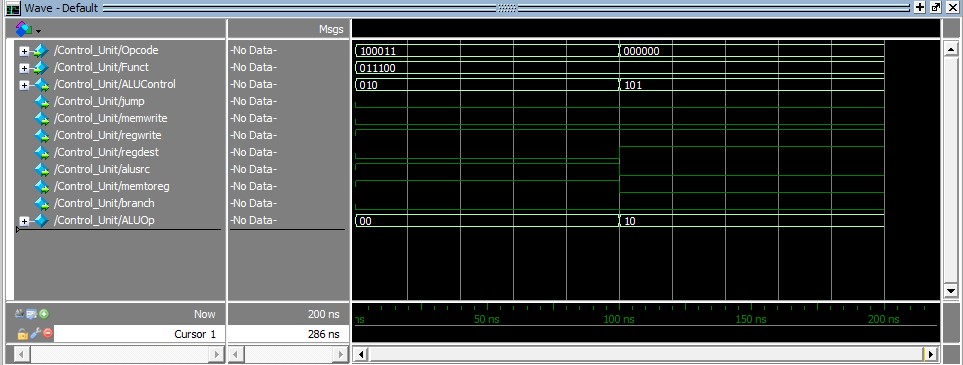 Wave - Default
Msgs
/Control_Unit/Opcode -No Data- 100011 000000
/Control_Unit/Funct -No Data- 011100
/Control_Unit/ALUControl -No Data- 010 101
/Control_Unit/jump -No Data-
/Control_Unit/memwrite -No Data-
/Control_Unit/regwrite -No Data-
/Control_Unit/regdest -No Data-
/Control_Unit/alusrc -No Data-
/Control_Unit/memtoreg -No Data-
/Control_Unit/branch -No Data-
/Control_Unit/ALUOp -No Data- 00 10
Now 200 ns ns 50 ns 100 ns 150 ns 200 ns
Cursor 1 286 ns